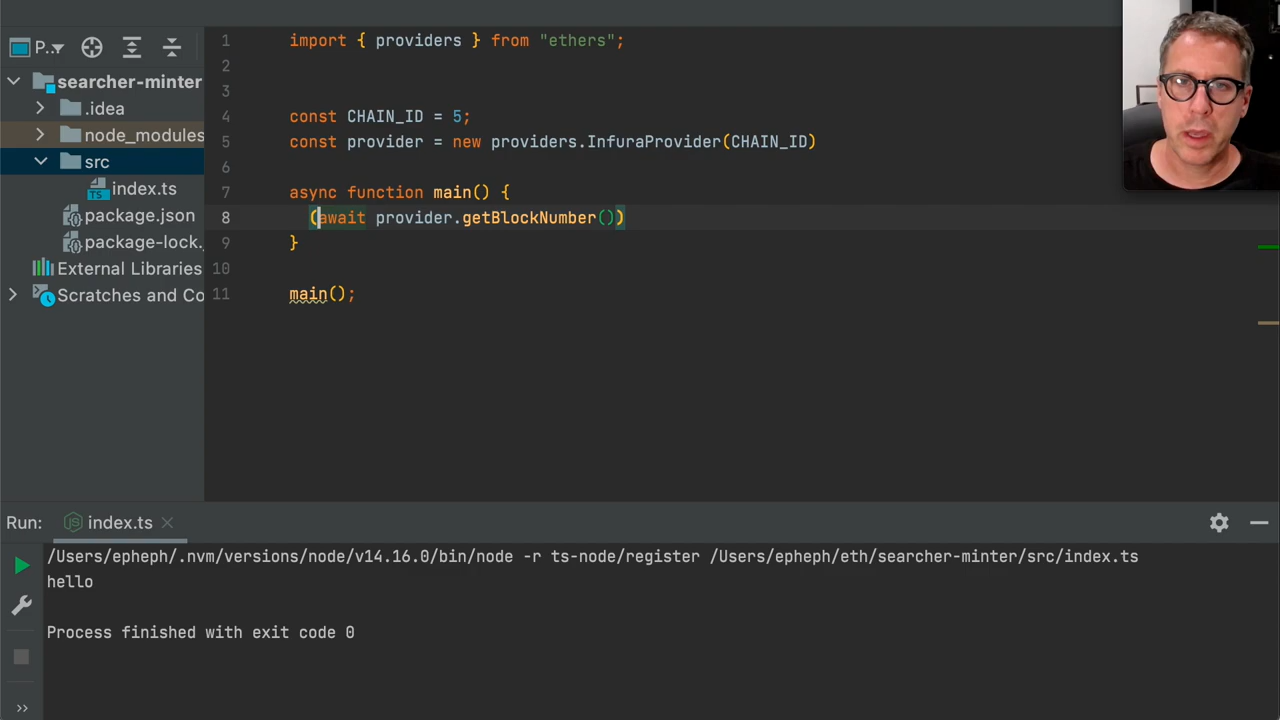 P..
searcher-minter
.idea
node_modules
src
TS index.ts
package.json
package-lock.
External Libraries
Scratches and Co
1 import { providers } from "ethers";
2
3
4 const CHAIN_ID = 5;
5 const provider = new providers.InfuraProvider(CHAIN_ID)
6
7 async function main() {
8 (await provider.getBlockNumber())
9 }
10
11 main();
Run: index.ts
/Users/epheph/.nvm/versions/node/v14.16.0/bin/node -r ts-node/register /Users/epheph/eth/searcher-minter/src/index.ts
hello
Process finished with exit code 0